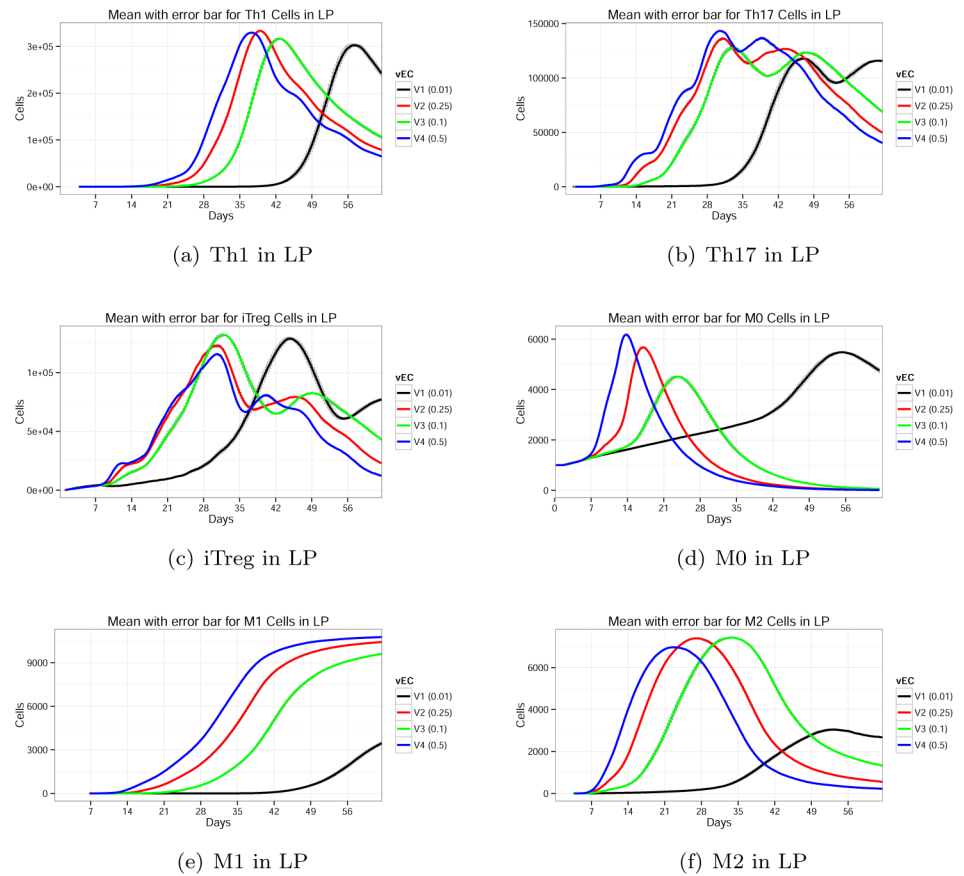 Mean with error bar for Th1 Cells in LP
3e+05
2e+05
1e+05
0e+00
Cells
7 14 21 28 35 42 49 56
Days
vEC
V1 (0.01)
V2 (0.25)
V3 (0.1)
V4 (0.5)
(a) Th1 in LP
Mean with error bar for Th17 Cells in LP
150000
100000
50000
0
Cells
7 14 21 28 35 42 49 56
Days
vEC
V1 (0.01)
V2 (0.25)
V3 (0.1)
V4 (0.5)
(b) Th17 in LP
Mean with error bar for iTreg Cells in LP
1e+05
5e+04
0e+00
Cells
7 14 21 28 35 42 49 56
Days
vEC
V1 (0.01)
V2 (0.25)
V3 (0.1)
V4 (0.5)
(c) iTreg in LP
Mean with error bar for M0 Cells in LP
6000
4000
2000
0
Cells
0 7 14 21 28 35 42 49 56
Days
vEC
V1 (0.01)
V2 (0.25)
V3 (0.1)
V4 (0.5)
(d) M0 in LP
Mean with error bar for M1 Cells in LP
9000
6000
3000
0
Cells
7 14 21 28 35 42 49 56
Days
vEC
V1 (0.01)
V2 (0.25)
V3 (0.1)
V4 (0.5)
(e) M1 in LP
Mean with error bar for M2 Cells in LP
6000
4000
2000
0
Cells
7 14 21 28 35 42 49 56
Days
vEC
V1 (0.01)
V2 (0.25)
V3 (0.1)
V4 (0.5)
(f) M2 in LP